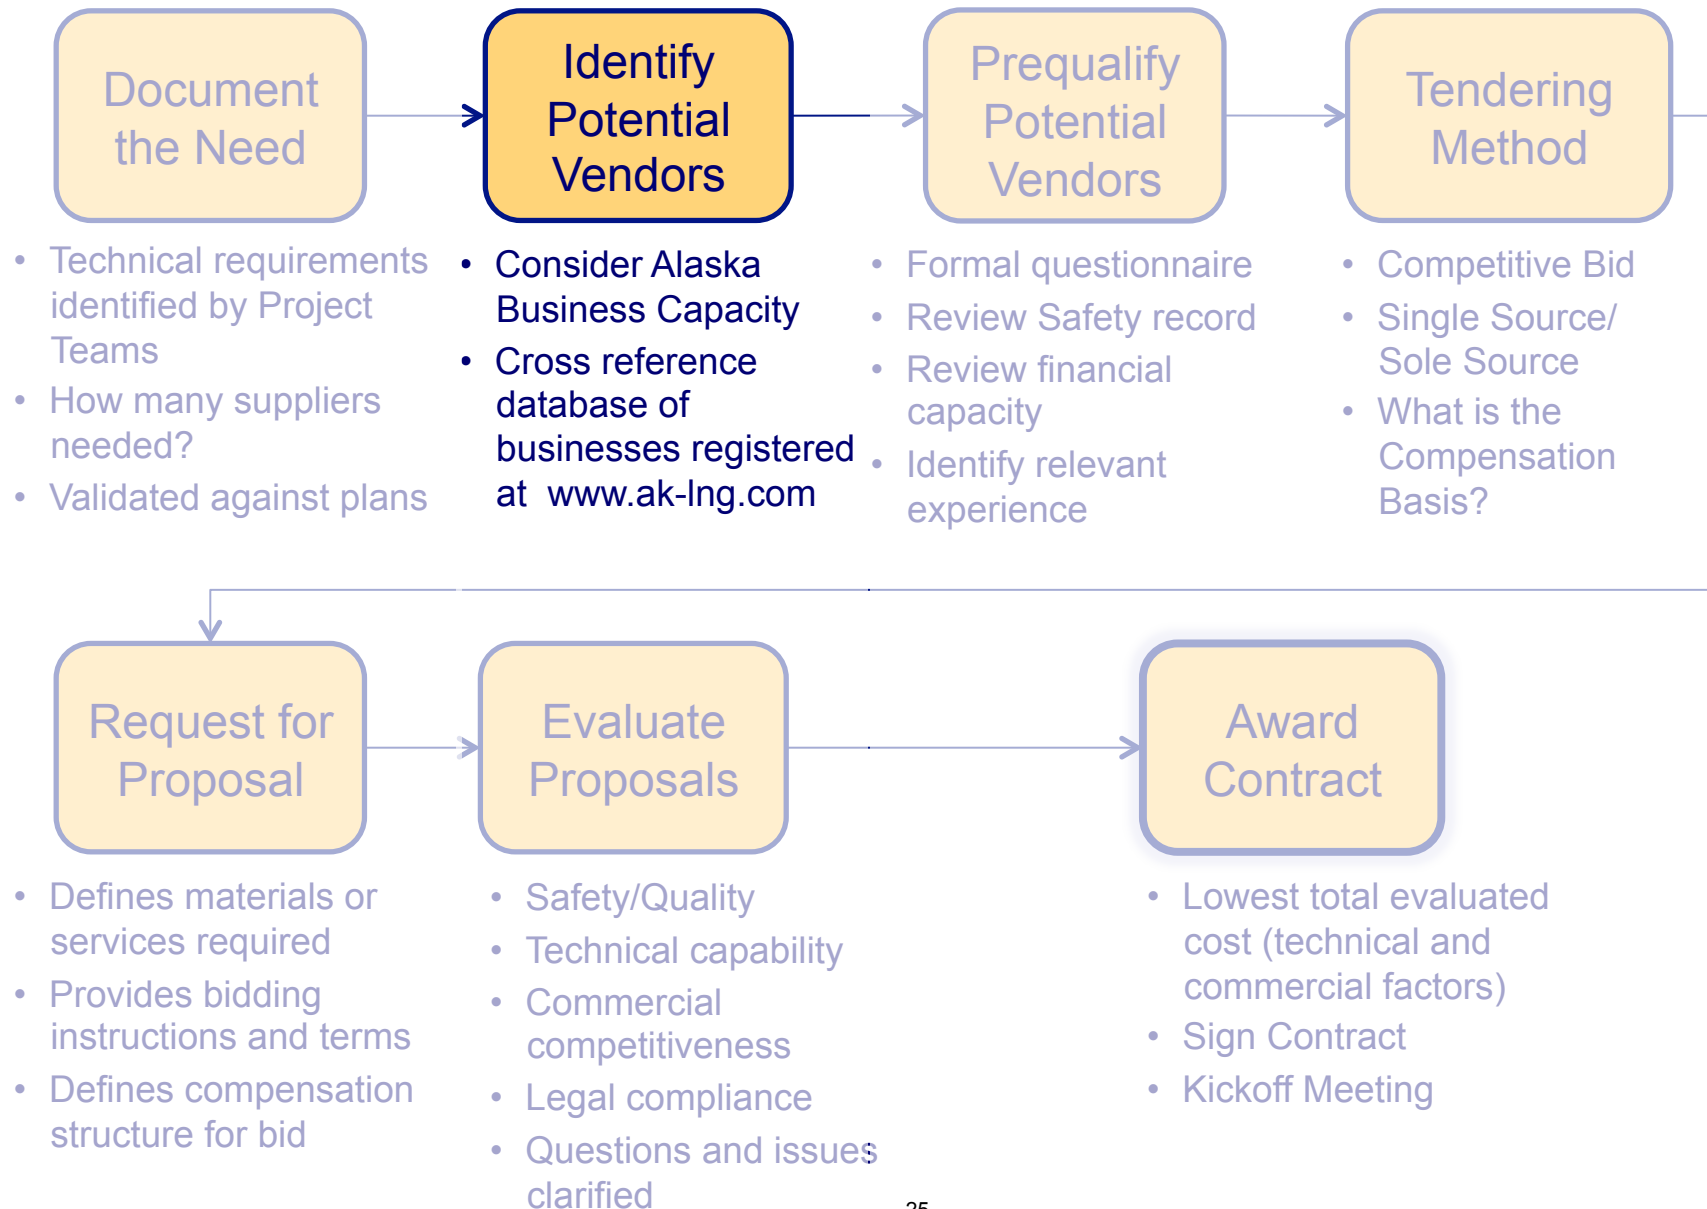 Document
the Need
Identify
Potential
Vendors
Prequalify
Potential
Vendors
Tendering
Method
• Technical requirements
identified by Project
Teams
• How many suppliers
needed?
• Validated against plans
• Consider Alaska
Business Capacity
• Cross reference
database of
businesses registered
at www.ak-lng.com
• Formal questionnaire
• Review Safety record
• Review financial
capacity
• Identify relevant
experience
• Competitive Bid
• Single Source/
Sole Source
• What is the
Compensation
Basis?
Request for
Proposal
Evaluate
Proposals
Award
Contract
• Defines materials or
services required
• Provides bidding
instructions and terms
• Defines compensation
structure for bid
• Safety/Quality
• Technical capability
• Commercial
competitiveness
• Legal compliance
• Questions and issues
clarified
• Lowest total evaluated
cost (technical and
commercial factors)
• Sign Contract
• Kickoff Meeting
25